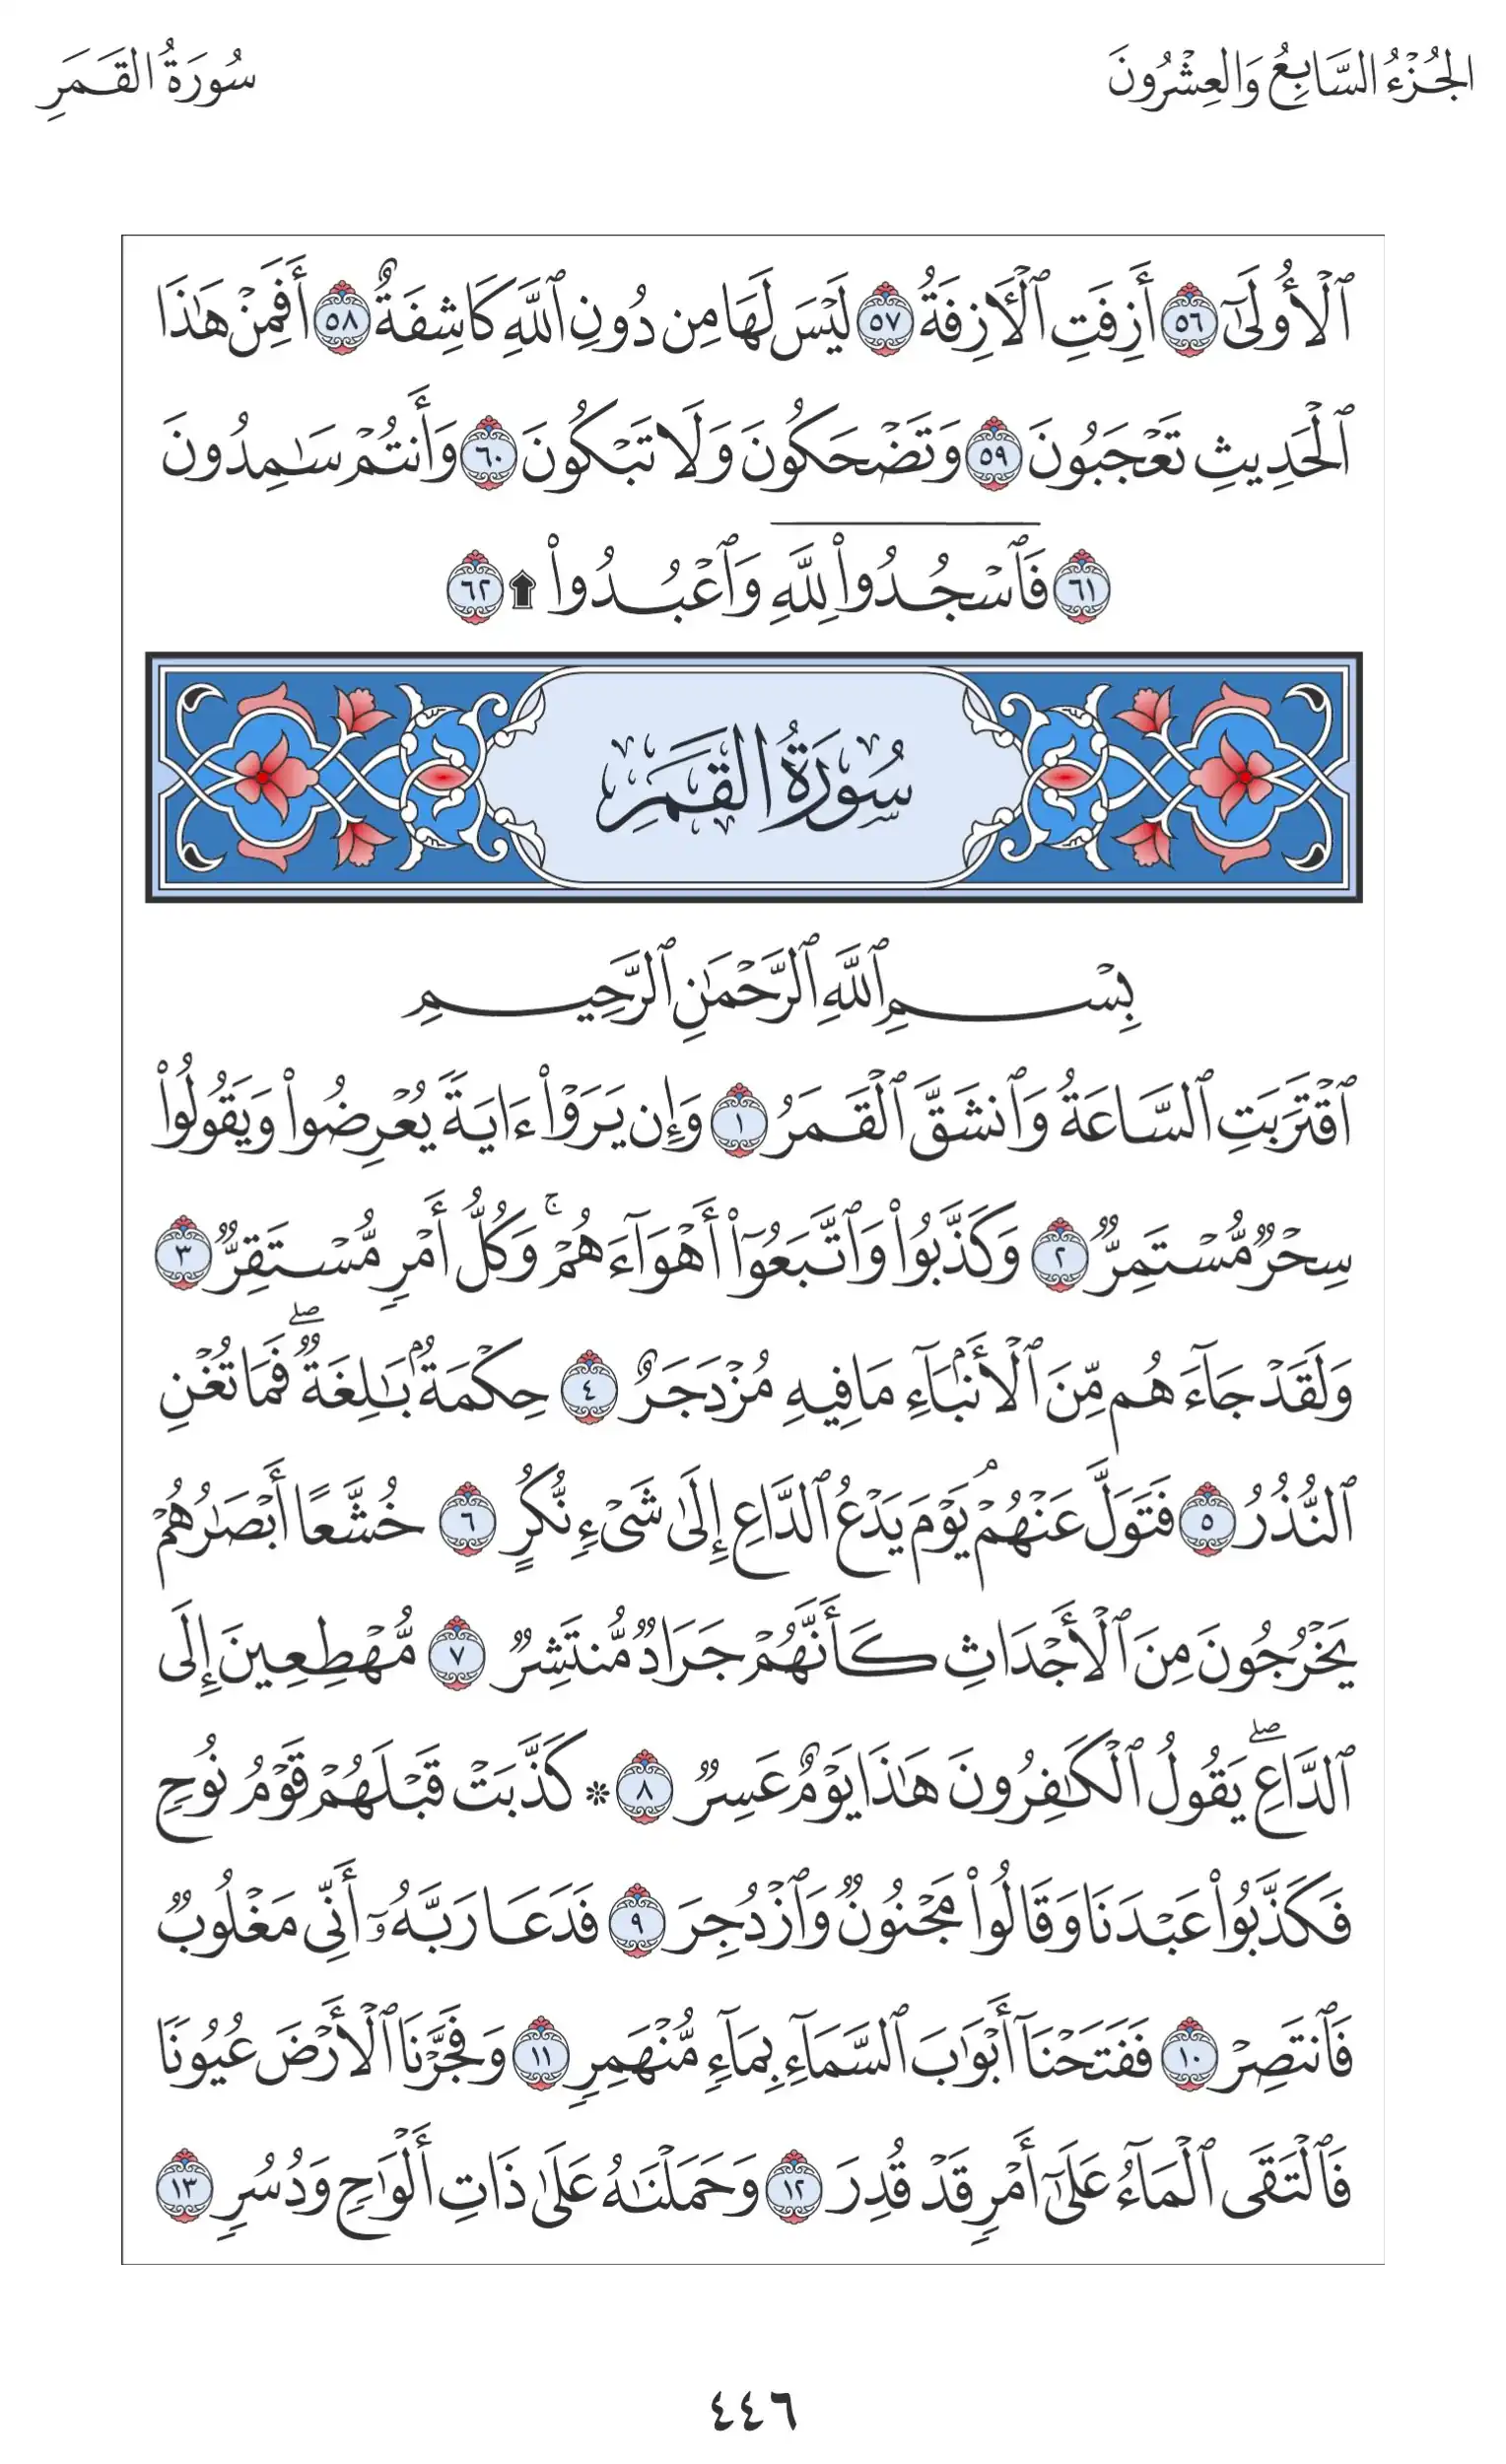 الجُزْءُ السَّابِعُ وَالعِشْرُونَ سُورَةُ القَمَرِ
ٱلْأُولَىٰٓ ٥٦ أَزِفَتِ ٱلْأٓزِفَةُ ٥٧ لَيْسَ لَهَا مِن دُونِ ٱللَّهِ كَاشِفَةٌ ٥٨ أَفَمِنْ هَٰذَا
ٱلْحَدِيثِ تَعْجَبُونَ ٥٩ وَتَضْحَكُونَ وَلَا تَبْكُونَ ٦٠ وَأَنتُمْ سَٰمِدُونَ
٦١ فَٱسْجُدُوا۟ لِلَّهِ وَٱعْبُدُوا۟ ۩ ٦٢
سُورَةُ القَمَرِ
بِسْمِ ٱللَّهِ ٱلرَّحْمَٰنِ ٱلرَّحِيمِ
ٱقْتَرَبَتِ ٱلسَّاعَةُ وَٱنشَقَّ ٱلْقَمَرُ ١ وَإِن يَرَوْا۟ ءَايَةً يُعْرِضُوا۟ وَيَقُولُوا۟
سِحْرٌ مُّسْتَمِرٌّ ٢ وَكَذَّبُوا۟ وَٱتَّبَعُوٓا۟ أَهْوَآءَهُمْ ۚ وَكُلُّ أَمْرٍ مُّسْتَقِرٌّ ٣
وَلَقَدْ جَآءَهُم مِّنَ ٱلْأَنۢبَآءِ مَا فِيهِ مُزْدَجَرٌ ٤ حِكْمَةٌۢ بَٰلِغَةٌ ۖ فَمَا تُغْنِ
ٱلنُّذُرُ ٥ فَتَوَلَّ عَنْهُمْ ۘ يَوْمَ يَدْعُ ٱلدَّاعِ إِلَىٰ شَىْءٍ نُّكُرٍ ٦ خُشَّعًا أَبْصَٰرُهُمْ
يَخْرُجُونَ مِنَ ٱلْأَجْدَاثِ كَأَنَّهُمْ جَرَادٌ مُّنتَشِرٌ ٧ مُّهْطِعِينَ إِلَى
ٱلدَّاعِ ۖ يَقُولُ ٱلْكَٰفِرُونَ هَٰذَا يَوْمٌ عَسِرٌ ٨ ۞ كَذَّبَتْ قَبْلَهُمْ قَوْمُ نُوحٍ
فَكَذَّبُوا۟ عَبْدَنَا وَقَالُوا۟ مَجْنُونٌ وَٱزْدُجِرَ ٩ فَدَعَا رَبَّهُۥٓ أَنِّى مَغْلُوبٌ
فَٱنتَصِرْ ١٠ فَفَتَحْنَآ أَبْوَٰبَ ٱلسَّمَآءِ بِمَآءٍ مُّنْهَمِرٍ ١١ وَفَجَّرْنَا ٱلْأَرْضَ عُيُونًا
فَٱلْتَقَى ٱلْمَآءُ عَلَىٰٓ أَمْرٍ قَدْ قُدِرَ ١٢ وَحَمَلْنَٰهُ عَلَىٰ ذَاتِ أَلْوَٰحٍ وَدُسُرٍ ١٣
٤٤٦